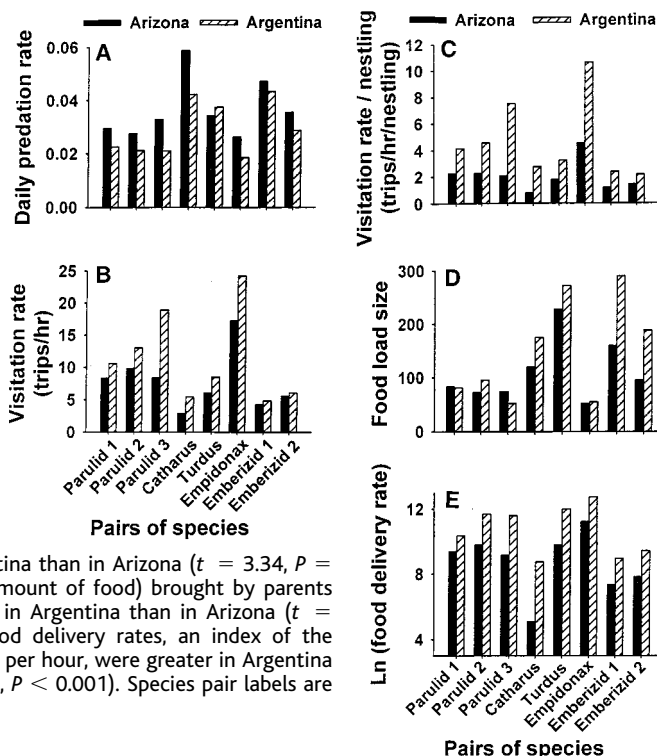 Arizona Argentina
A
Daily predation rate
0.06
0.04
0.02
0.00
B
Visitation rate
(trips/hr)
25
20
15
10
5
0
Parulid 1
Parulid 2
Parulid 3
Catharus
Turdus
Empidonax
Emberizid 1
Emberizid 2
Pairs of species
tina than in Arizona (t = 3.34, P =
mount of food) brought by parents
in Argentina than in Arizona (t =
ood delivery rates, an index of the
per hour, were greater in Argentina
, P < 0.001). Species pair labels are
Arizona Argentina
C
Visitation rate / nestling
(trips/hr/nestling)
12
10
8
6
4
2
0
D
Food load size
300
200
100
0
E
Ln (food delivery rate)
12
8
4
Parulid 1
Parulid 2
Parulid 3
Catharus
Turdus
Empidonax
Emberizid 1
Emberizid 2
Pairs of species